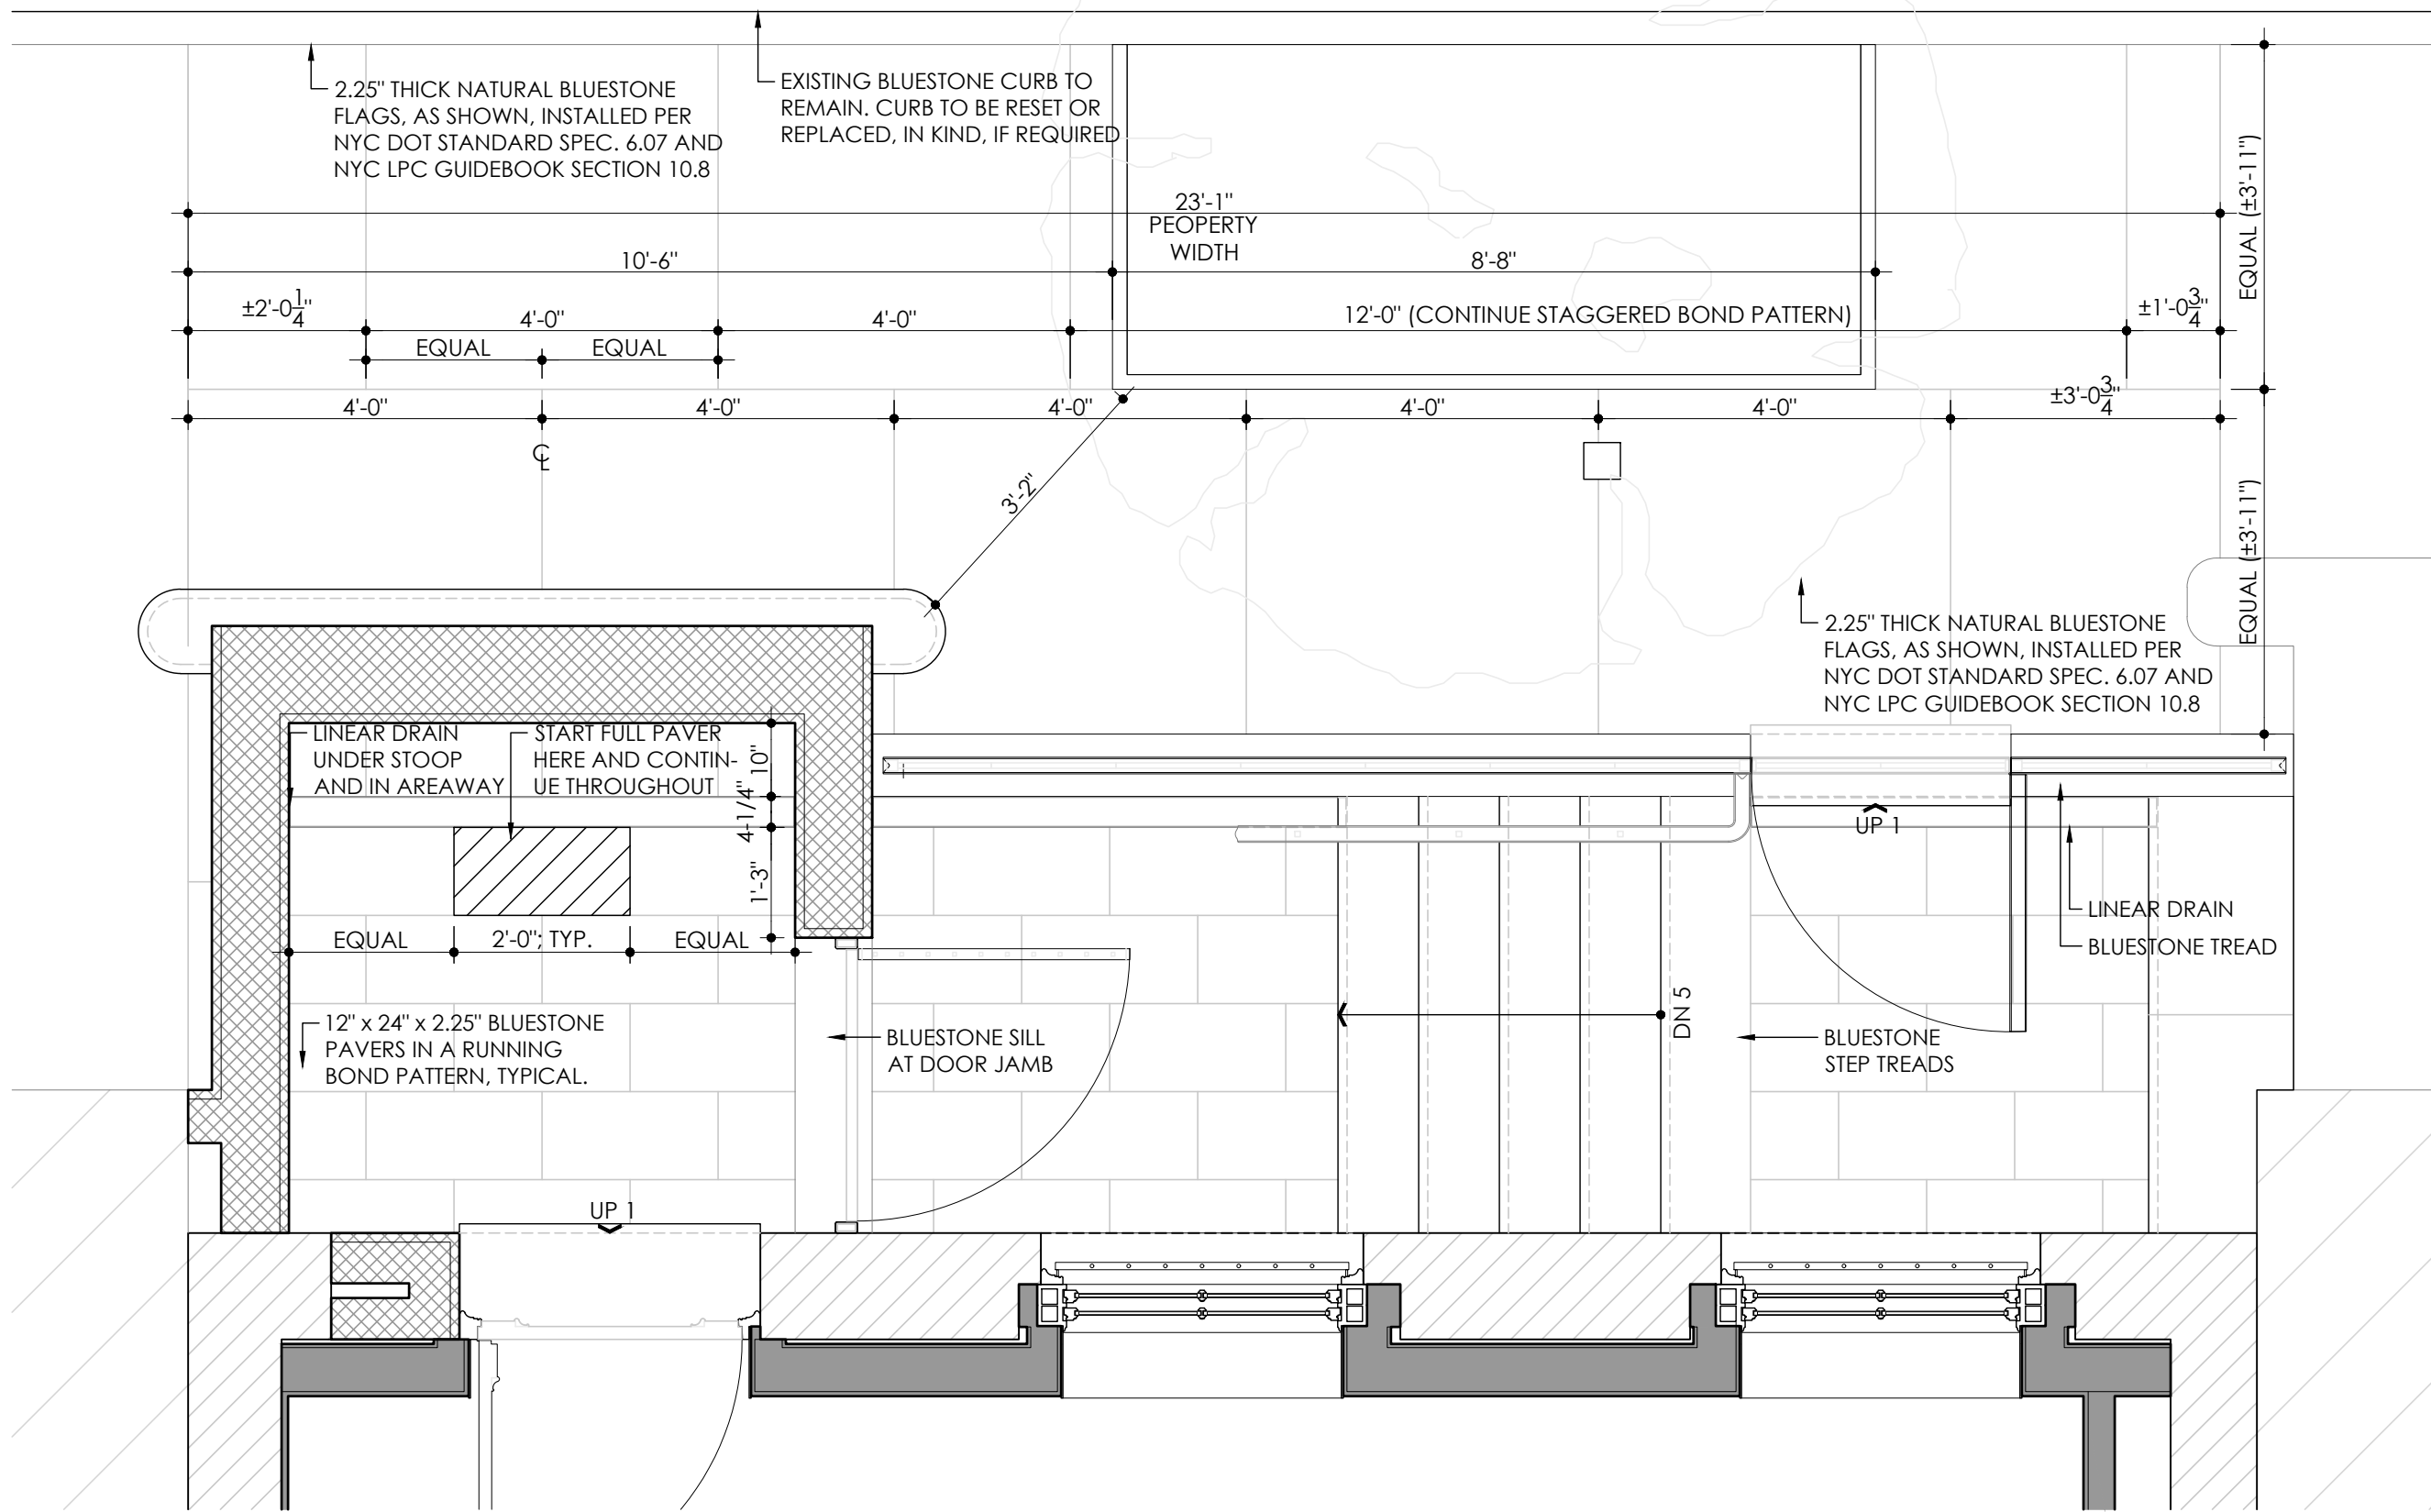 2.25" THICK NATURAL BLUESTONE
FLAGS, AS SHOWN, INSTALLED PER
NYC DOT STANDARD SPEC. 6.07 AND
NYC LPC GUIDEBOOK SECTION 10.8
EXISTING BLUESTONE CURB TO
REMAIN. CURB TO BE RESET OR
REPLACED, IN KIND, IF REQUIRED
23'-1"
PEOPERTY
WIDTH
10'-6"
8'-8"
±2'-0 1/4"
4'-0"
4'-0"
12'-0" (CONTINUE STAGGERED BOND PATTERN)
±1'-0 3/4"
EQUAL
EQUAL
EQUAL (±3'-11")
4'-0"
4'-0"
4'-0"
4'-0"
4'-0"
±3'-0 3/4"
℄
3'-2"
EQUAL (±3'-11")
2.25" THICK NATURAL BLUESTONE
FLAGS, AS SHOWN, INSTALLED PER
NYC DOT STANDARD SPEC. 6.07 AND
NYC LPC GUIDEBOOK SECTION 10.8
LINEAR DRAIN
UNDER STOOP
AND IN AREAWAY
START FULL PAVER
HERE AND CONTIN-
UE THROUGHOUT
10"
4-1/4"
1'-3"
UP 1
EQUAL
2'-0"; TYP.
EQUAL
LINEAR DRAIN
BLUESTONE TREAD
12" x 24" x 2.25" BLUESTONE
PAVERS IN A RUNNING
BOND PATTERN, TYPICAL.
BLUESTONE SILL
AT DOOR JAMB
DN 5
BLUESTONE
STEP TREADS
UP 1